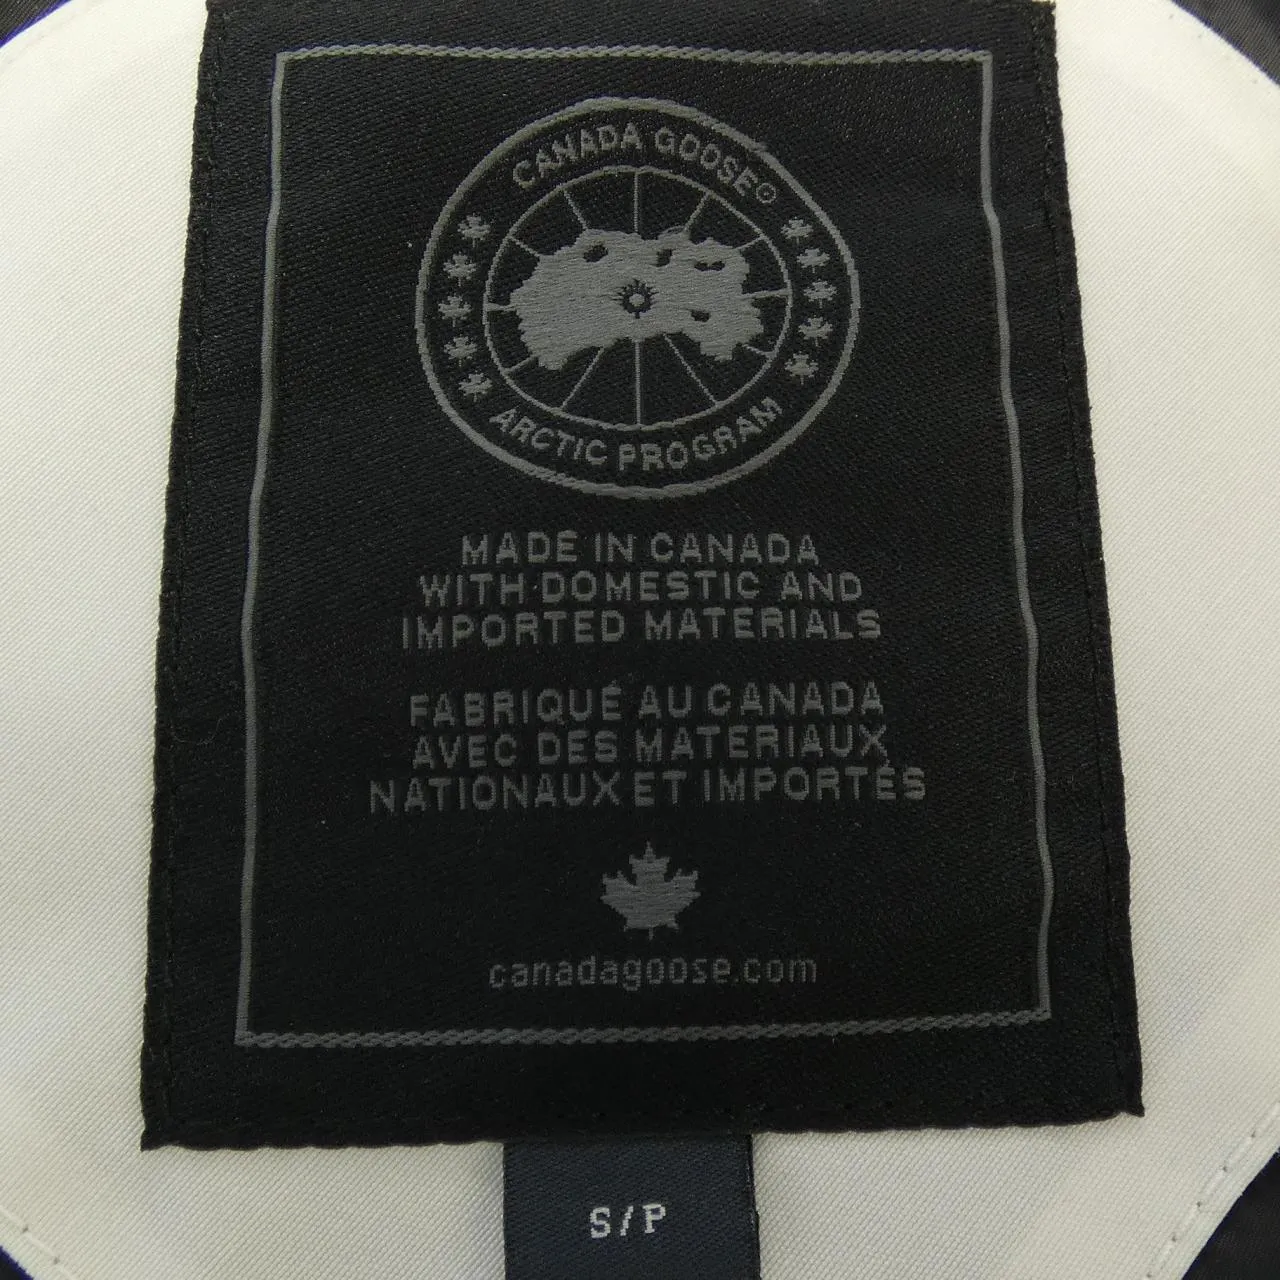 CANADA GOOSE®
ARCTIC PROGRAM
MADE IN CANADA
WITH DOMESTIC AND
IMPORTED MATERIALS
FABRIQUÉ AU CANADA
AVEC DES MATERIAUX
NATIONAUX ET IMPORTÉS
canadagoose.com
S/P